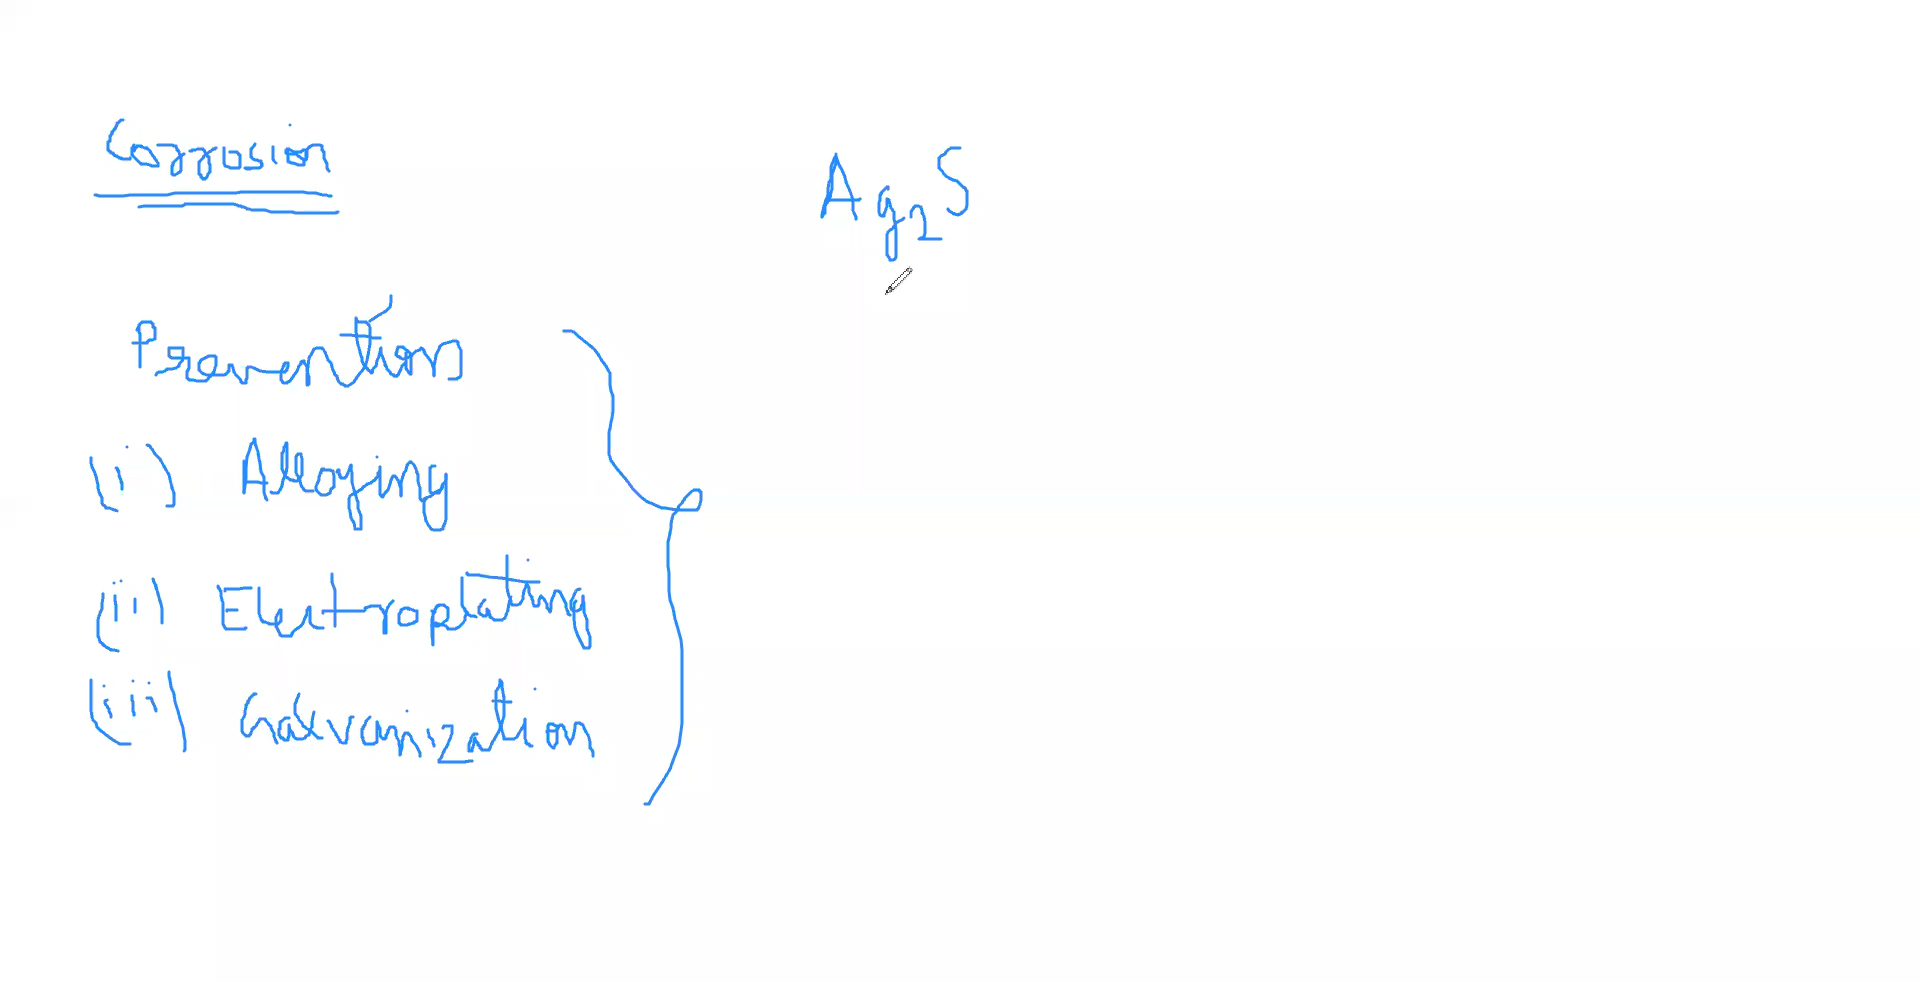 Corrosion
Prevention
(i) Alloying
(ii) Electroplating
(iii) Galvanization
Ag2S